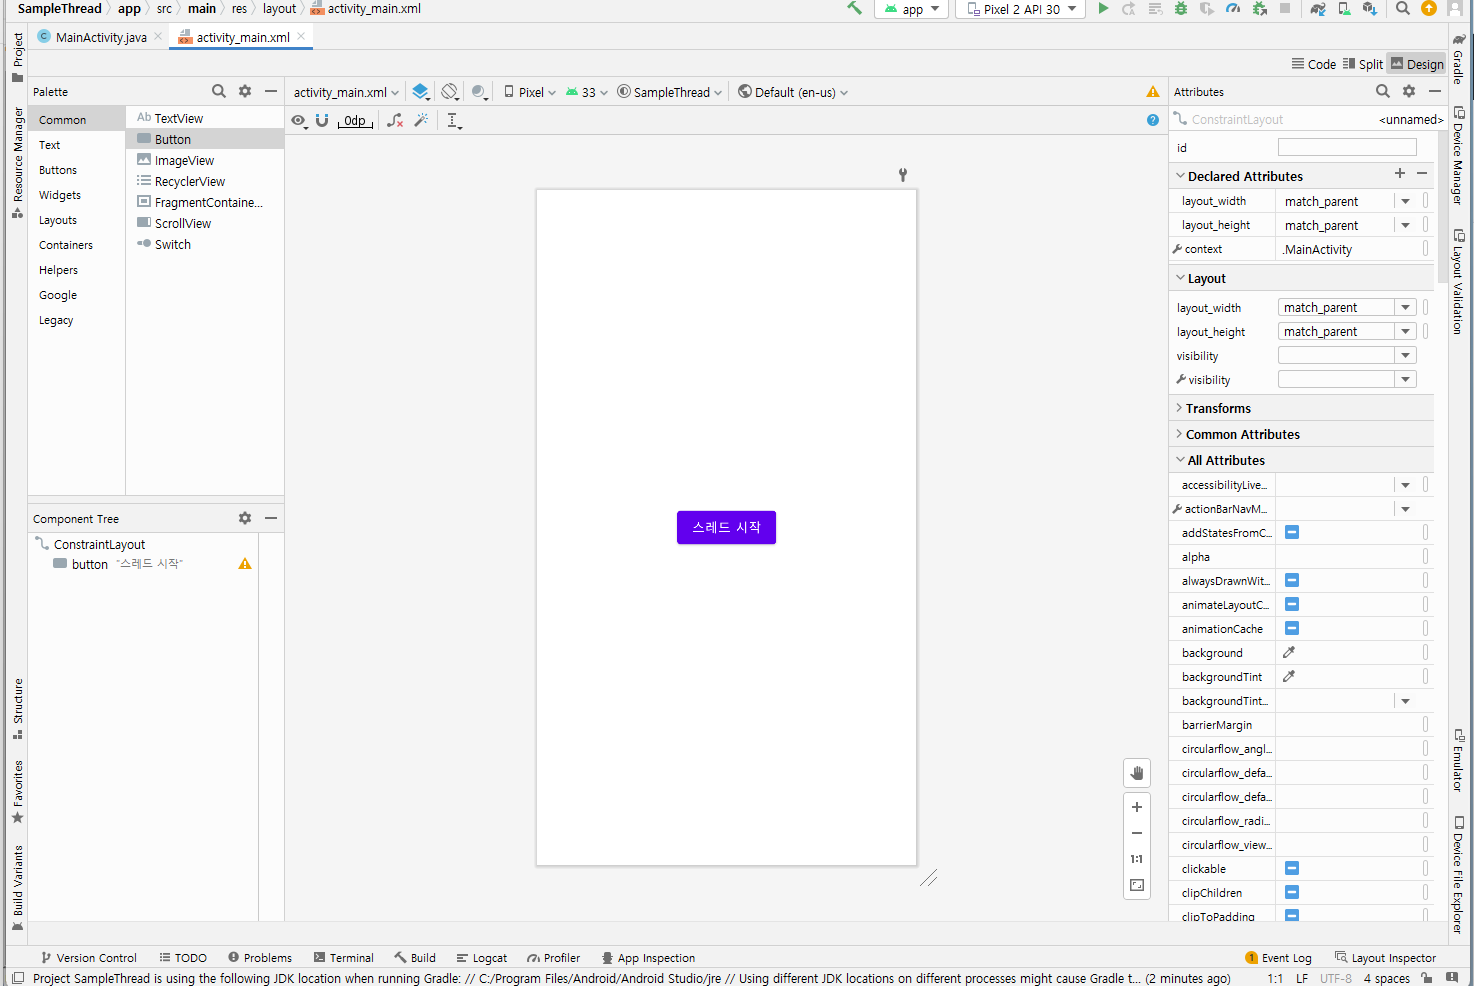 SampleThread app src main res layout activity_main.xml
app Pixel 2 API 30
MainActivity.java activity_main.xml
Code Split Design
Project
Resource Manager
Structure
Favorites
Build Variants
Palette
Common
Text
Buttons
Widgets
Layouts
Containers
Helpers
Google
Legacy
Ab TextView
Button
ImageView
RecyclerView
FragmentContaine...
ScrollView
Switch
Component Tree
ConstraintLayout
button "스레드 시작"
activity_main.xml Pixel 33 SampleThread Default (en-us)
0dp
스레드 시작
1:1
Attributes
ConstraintLayout <unnamed>
id
Declared Attributes
layout_width match_parent
layout_height match_parent
context .MainActivity
Layout
layout_width match_parent
layout_height match_parent
visibility
visibility
Transforms
Common Attributes
All Attributes
accessibilityLive...
actionBarNavM...
addStatesFromC...
alpha
alwaysDrawnWit...
animateLayoutC...
animationCache
background
backgroundTint
backgroundTint...
barrierMargin
circularflow_angl...
circularflow_defa...
circularflow_defa...
circularflow_radi...
circularflow_view...
clickable
clipChildren
clipToPadding
Gradle
Device Manager
Layout Validation
Emulator
Device File Explorer
Version Control TODO Problems Terminal Build Logcat Profiler App Inspection 1 Event Log Layout Inspector
Project SampleThread is using the following JDK location when running Gradle: // C:/Program Files/Android/Android Studio/jre // Using different JDK locations on different processes might cause Gradle t... (2 minutes ago) 1:1 LF UTF-8 4 spaces